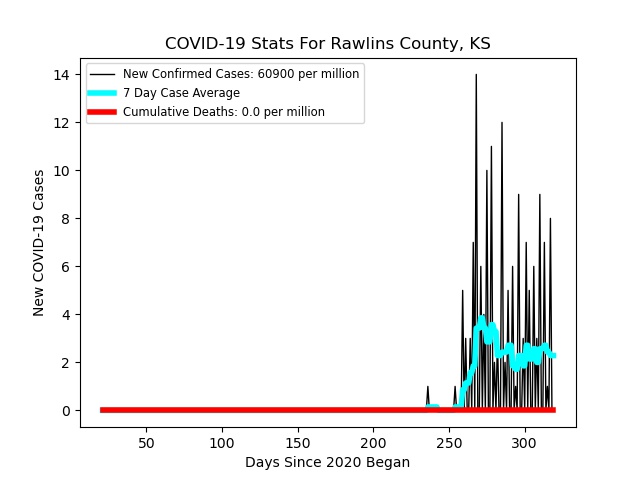 COVID-19 Stats For Rawlins County, KS
New Confirmed Cases: 60900 per million
7 Day Case Average
Cumulative Deaths: 0.0 per million
New COVID-19 Cases
14
12
10
8
6
4
2
0
50 100 150 200 250 300
Days Since 2020 Began